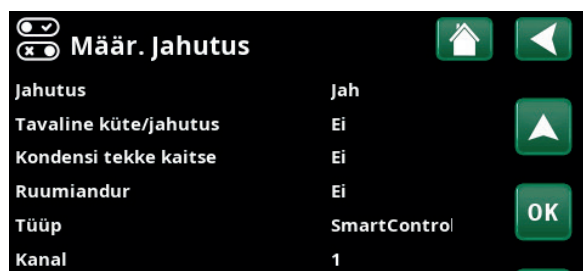 Määr. Jahutus
Jahutus Jah
Tavaline küte/jahutus Ei
Kondensi tekke kaitse Ei
Ruumiandur Ei
Tüüp SmartControl
Kanal 1
OK